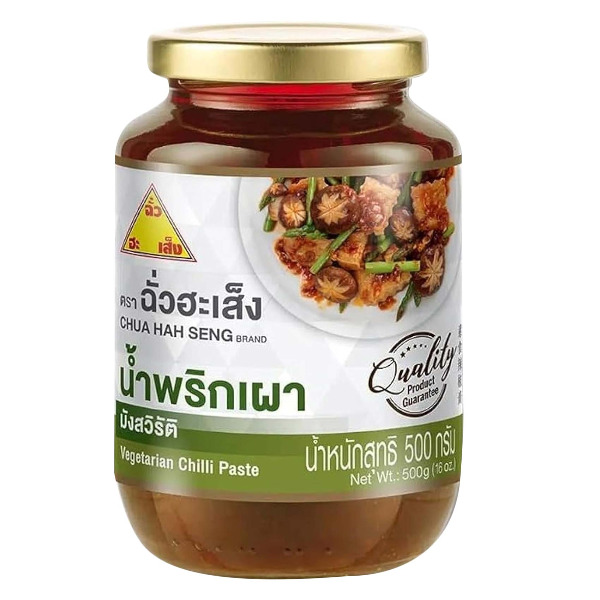 ฉั่ว
ฮะ เส็ง
ตรา ฉั่วฮะเส็ง
CHUA HAH SENG BRAND
น้ำพริกเผา
มังสวิรัติ
Vegetarian Chilli Paste
Quality
Product
Guarantee
น้ำหนักสุทธิ 500 กรัม
Net Wt.: 500g (16 oz.)